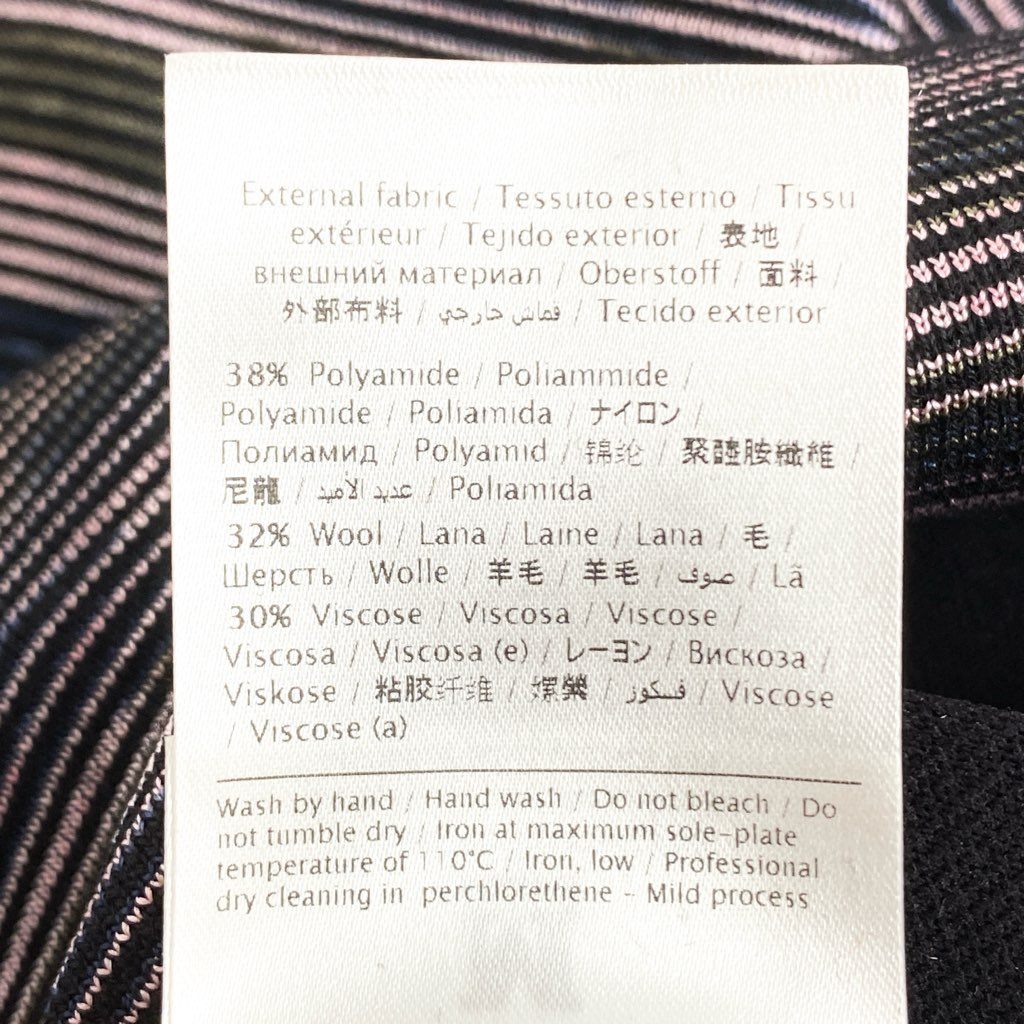 External fabric / Tessuto esterno / Tissu
extérieur / Tejido exterior / 表地 /
внешний материал / Oberstoff / 面料 /
外部布料 / قماش خارجي / Tecido exterior
38% Polyamide / Poliammide /
Polyamide / Poliamida / ナイロン /
Полиамид / Polyamid / 锦纶 / 聚醯胺纖維 /
尼龍 / عديد الأميد / Poliamida
32% Wool / Lana / Laine / Lana / 毛 /
Шерсть / Wolle / 羊毛 / 羊毛 / صوف / Lã
30% Viscose / Viscosa / Viscose /
Viscosa / Viscosa (e) / レーヨン / Вискоза /
Viskose / 粘胶纤维 / 嫘縈 / فسكوز / Viscose
/ Viscose (a)
Wash by hand / Hand wash / Do not bleach / Do
not tumble dry / Iron at maximum sole-plate
temperature of 110°C / Iron, low / Professional
dry cleaning in perchlorethene - Mild process